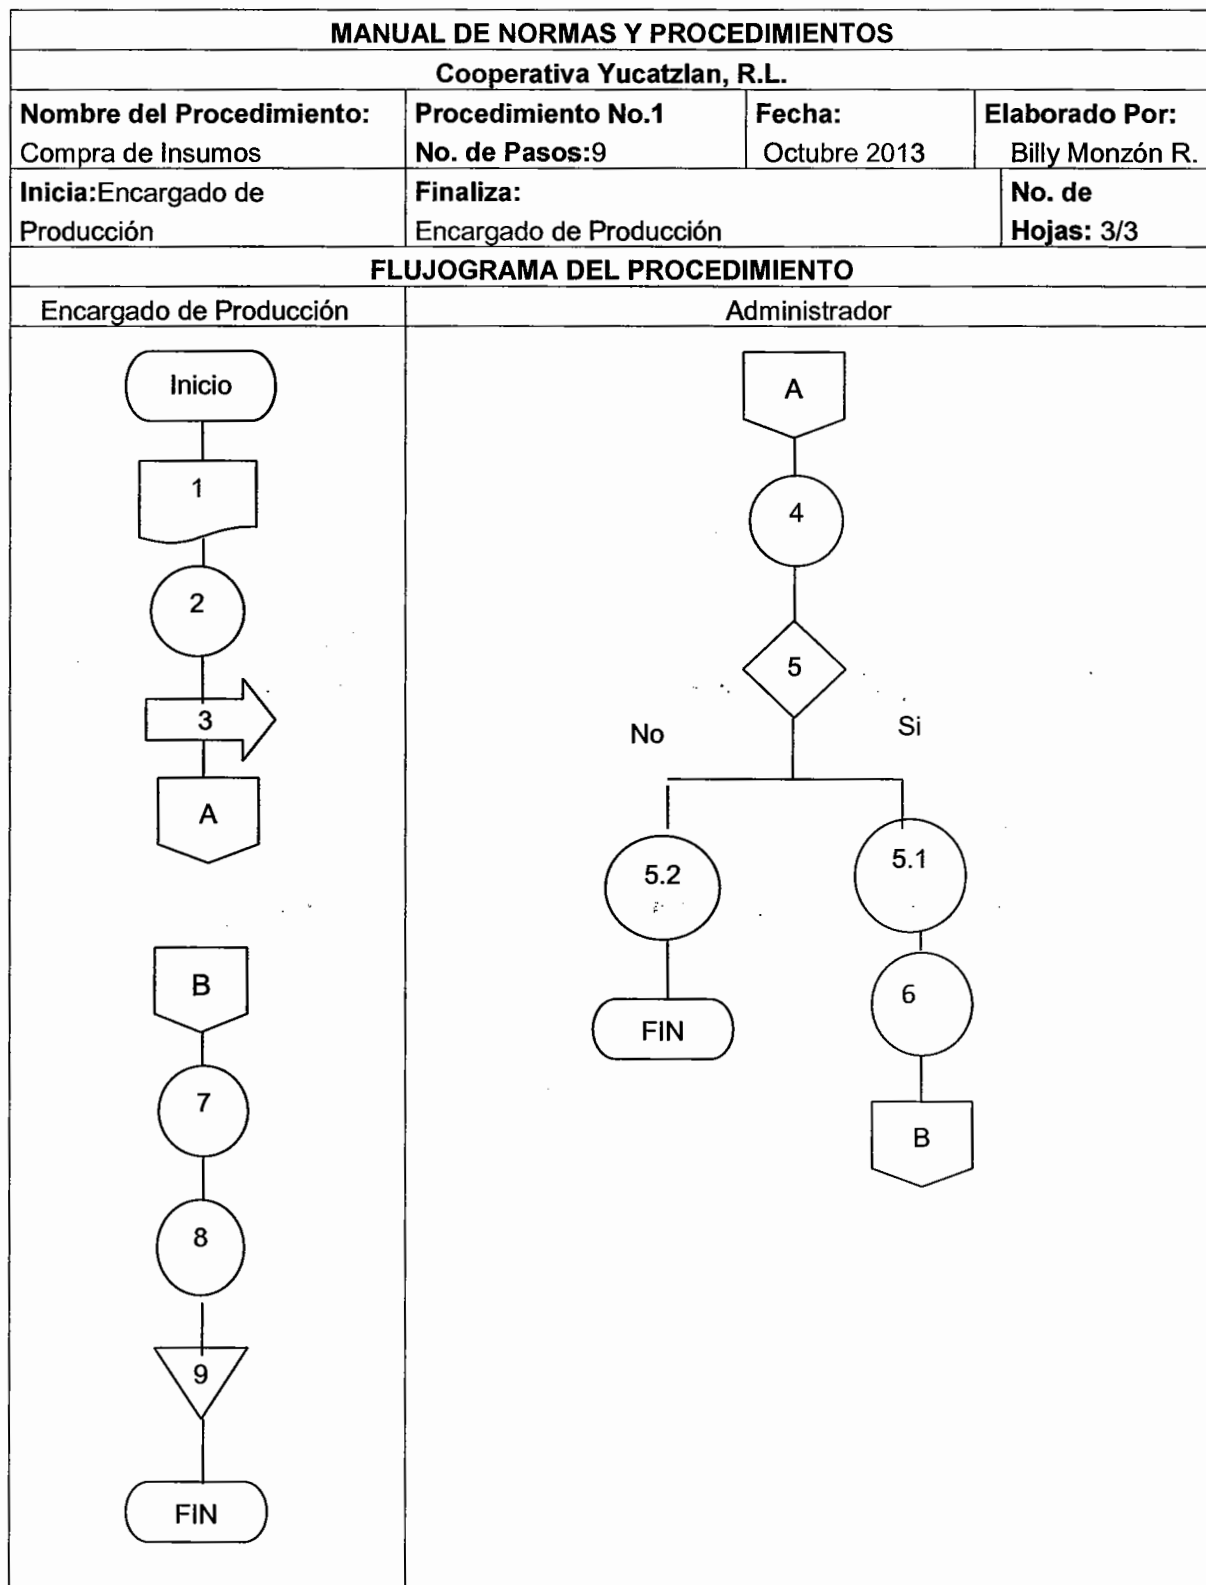 MANUAL DE NORMAS Y PROCEDIMIENTOS
Cooperativa Yucatzlan, R.L.
Nombre del Procedimiento:
Compra de Insumos
Procedimiento No.1
No. de Pasos:9
Fecha:
Octubre 2013
Elaborado Por:
Billy Monzón R.
Inicia:Encargado de
Producción
Finaliza:
Encargado de Producción
No. de
Hojas: 3/3
FLUJOGRAMA DEL PROCEDIMIENTO
Encargado de Producción
Inicio
1
2
3
A
B
7
8
9
FIN
Administrador
A
4
5
No
Si
5.2
FIN
5.1
6
B